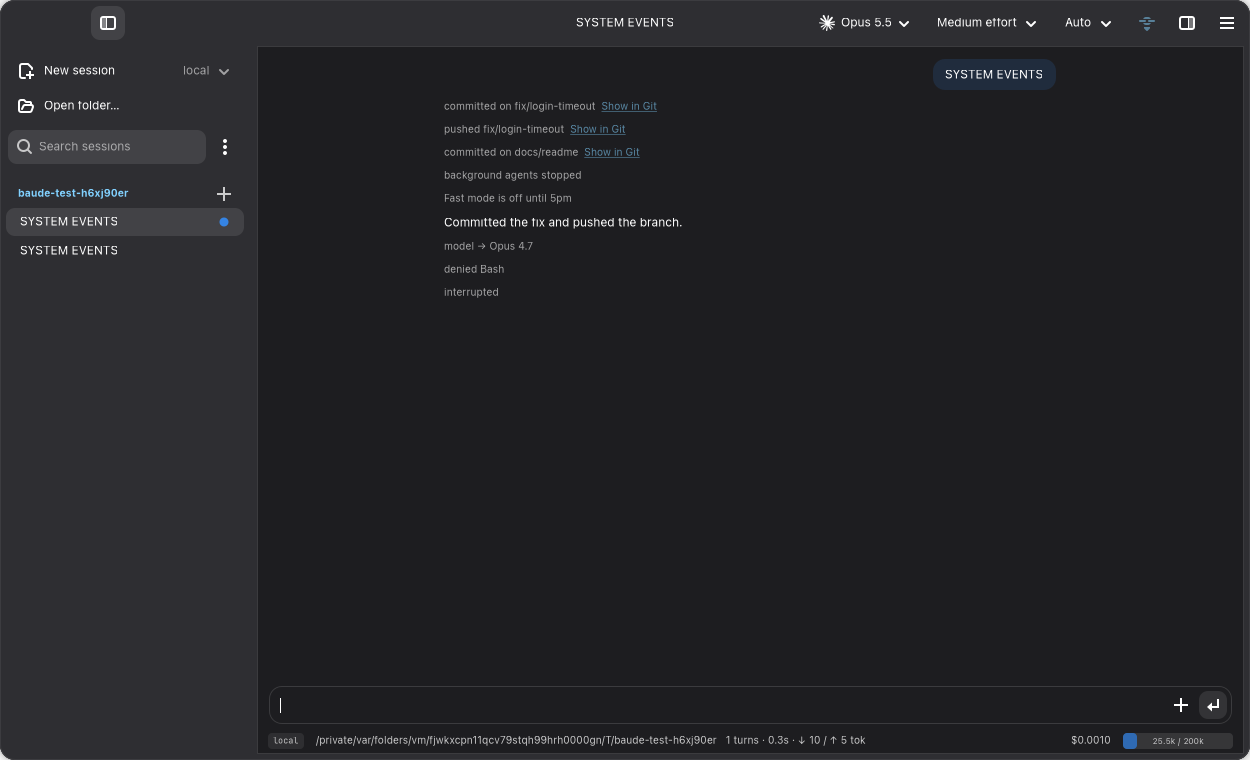 SYSTEM EVENTS
Opus 5.5
Medium effort
Auto
New session
local
Open folder...
Search sessions
baude-test-h6xj90er
SYSTEM EVENTS
SYSTEM EVENTS
SYSTEM EVENTS
committed on fix/login-timeout Show in Git
pushed fix/login-timeout Show in Git
committed on docs/readme Show in Git
background agents stopped
Fast mode is off until 5pm
Committed the fix and pushed the branch.
model → Opus 4.7
denied Bash
interrupted
local /private/var/folders/vm/fjwkxcpn11qcv79stqh99hrh0000gn/T/baude-test-h6xj90er 1 turns · 0.3s · ↓ 10 / ↑ 5 tok $0.0010 25.5k / 200k